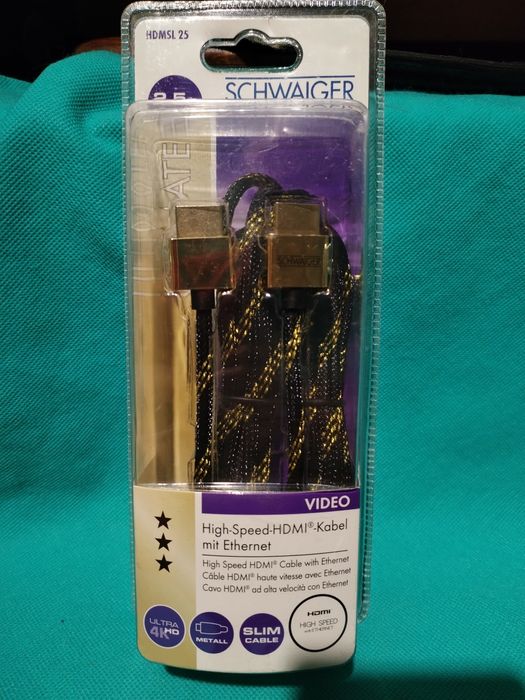 HDMSL 25
SCHWAIGER
SCHWAIGER
VIDEO
High-Speed-HDMI®-Kabel
mit Ethernet
High Speed HDMI® Cable with Ethernet
Câble HDMI® haute vitesse avec Ethernet
Cavo HDMI® ad alta velocità con Ethernet
ULTRA
4K HD
METALL
SLIM
CABLE
HDMI
HIGH SPEED
with ETHERNET